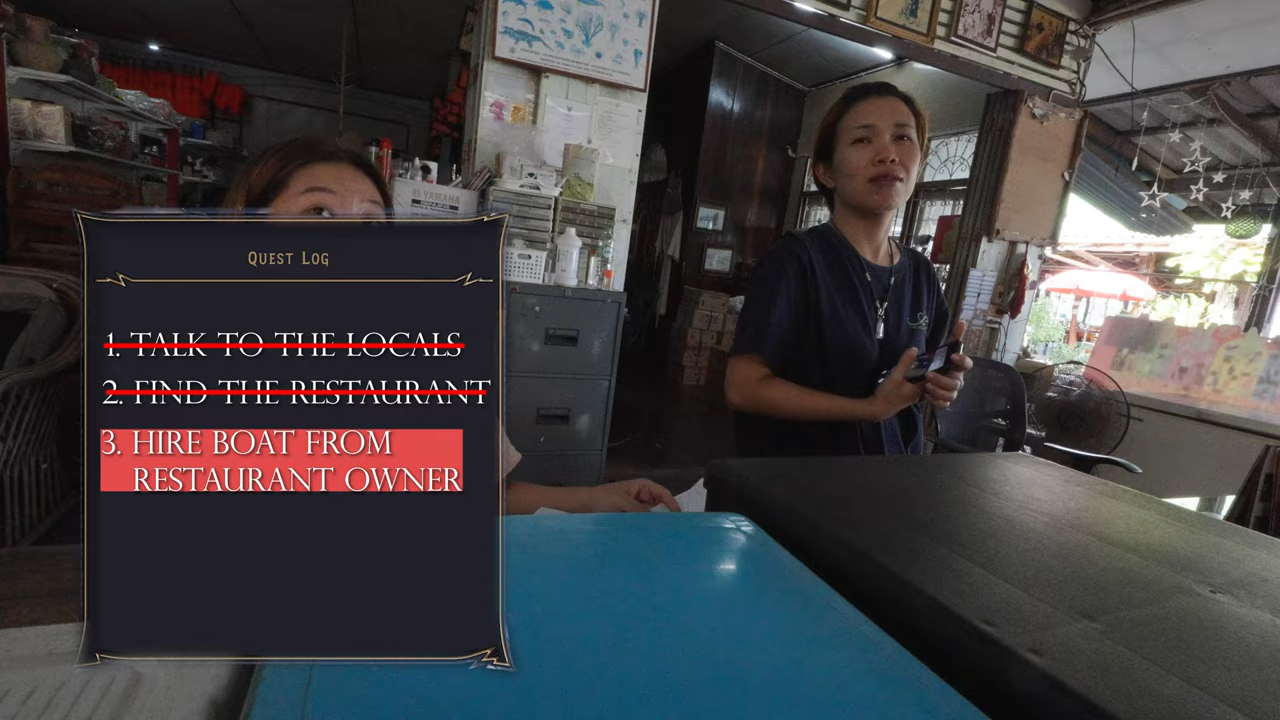 YAMAHA
Quest Log
1. TALK TO THE LOCALS
2. FIND THE RESTAURANT
3. HIRE BOAT FROM
RESTAURANT OWNER